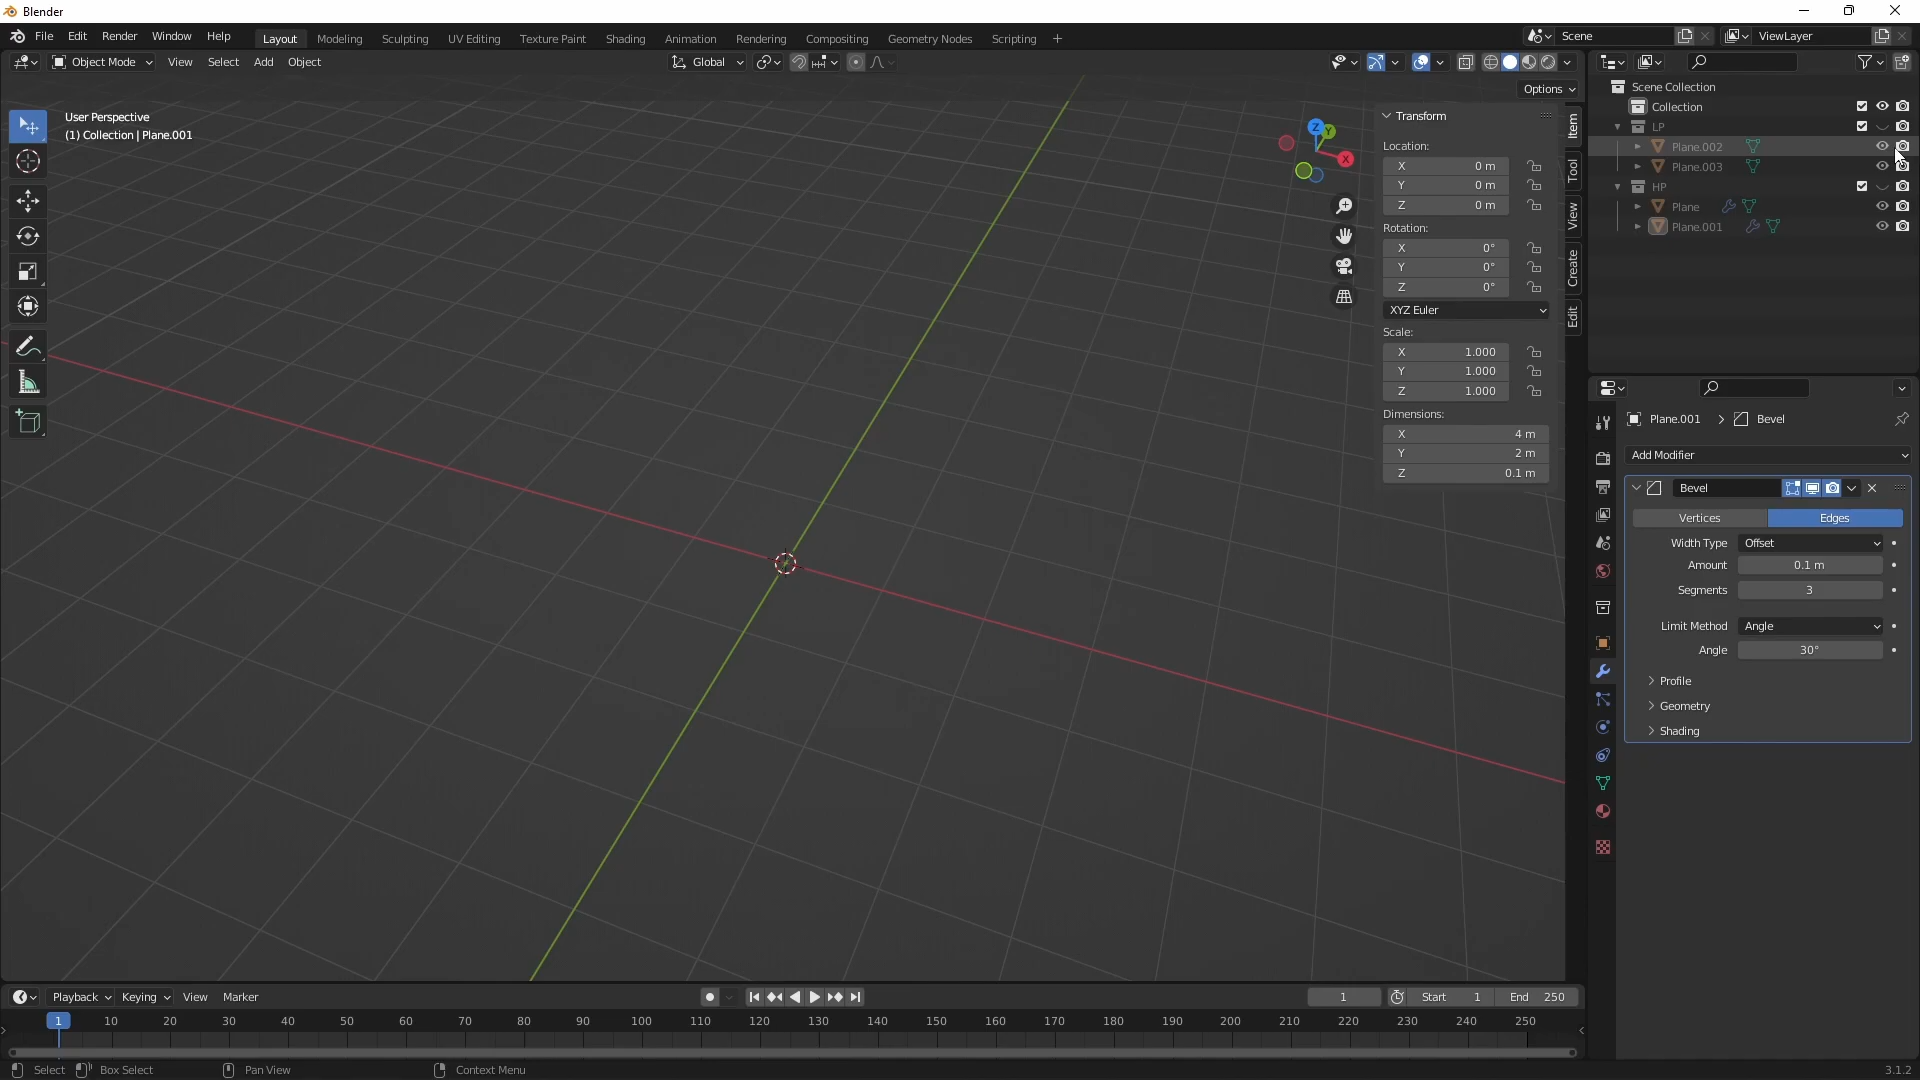 Blender
File Edit Render Window Help Layout Modeling Sculpting UV Editing Texture Paint Shading Animation Rendering Compositing Geometry Nodes Scripting + Scene ViewLayer
Object Mode View Select Add Object Global
Options
User Perspective
(1) Collection | Plane.001
Z Y X
Transform
Location:
X 0 m
Y 0 m
Z 0 m
Rotation:
X 0°
Y 0°
Z 0°
XYZ Euler
Scale:
X 1.000
Y 1.000
Z 1.000
Dimensions:
X 4 m
Y 2 m
Z 0.1 m
Item
Tool
View
Create
Edit
Scene Collection
Collection
LP
Plane.002
Plane.003
HP
Plane
Plane.001
Plane.001 > Bevel
Add Modifier
Bevel
Vertices Edges
Width Type Offset
Amount 0.1 m
Segments 3
Limit Method Angle
Angle 30°
Profile
Geometry
Shading
Playback Keying View Marker 1 Start 1 End 250
1 10 20 30 40 50 60 70 80 90 100 110 120 130 140 150 160 170 180 190 200 210 220 230 240 250
Select Box Select Pan View Context Menu 3.1.2